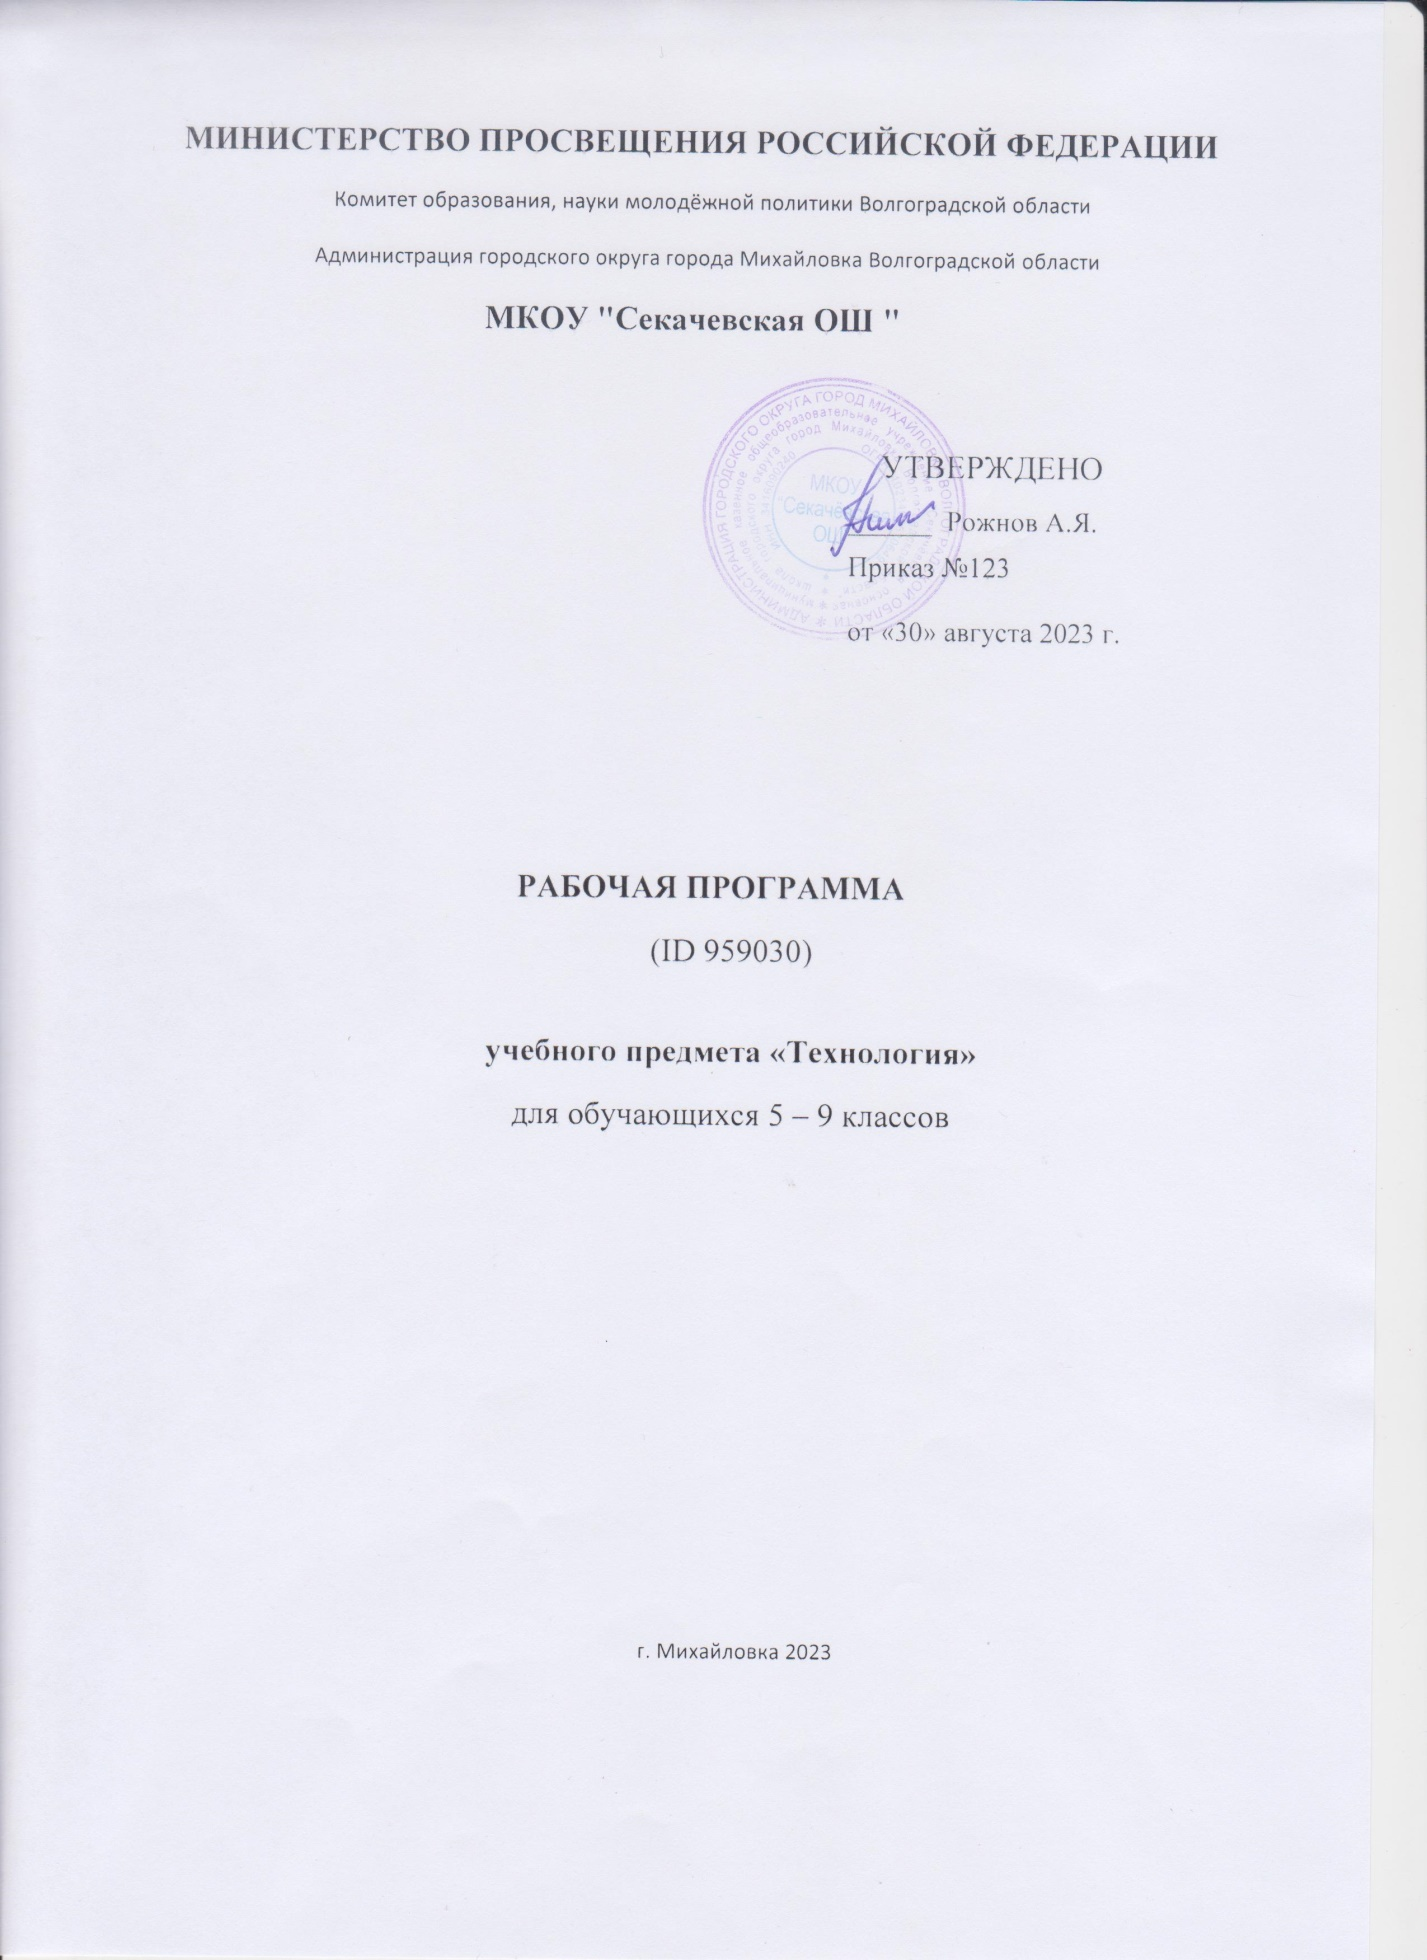 МИНИСТЕРСТВО ПРОСВЕЩЕНИЯ РОССИЙСКОЙ ФЕДЕРАЦИИ
Комитет образования, науки молодёжной политики Волгоградской области
Администрация городского округа города Михайловка Волгоградской области
МКОУ "Секачевская ОШ "
УТВЕРЖДЕНО
Рожнов А.Я.
Приказ №123
от «30» августа 2023 г.
МКОУ
ОШ
РАБОЧАЯ ПРОГРАММА
(ID 959030)
учебного предмета «Технология»
для обучающихся 5 – 9 классов
г. Михайловка 2023